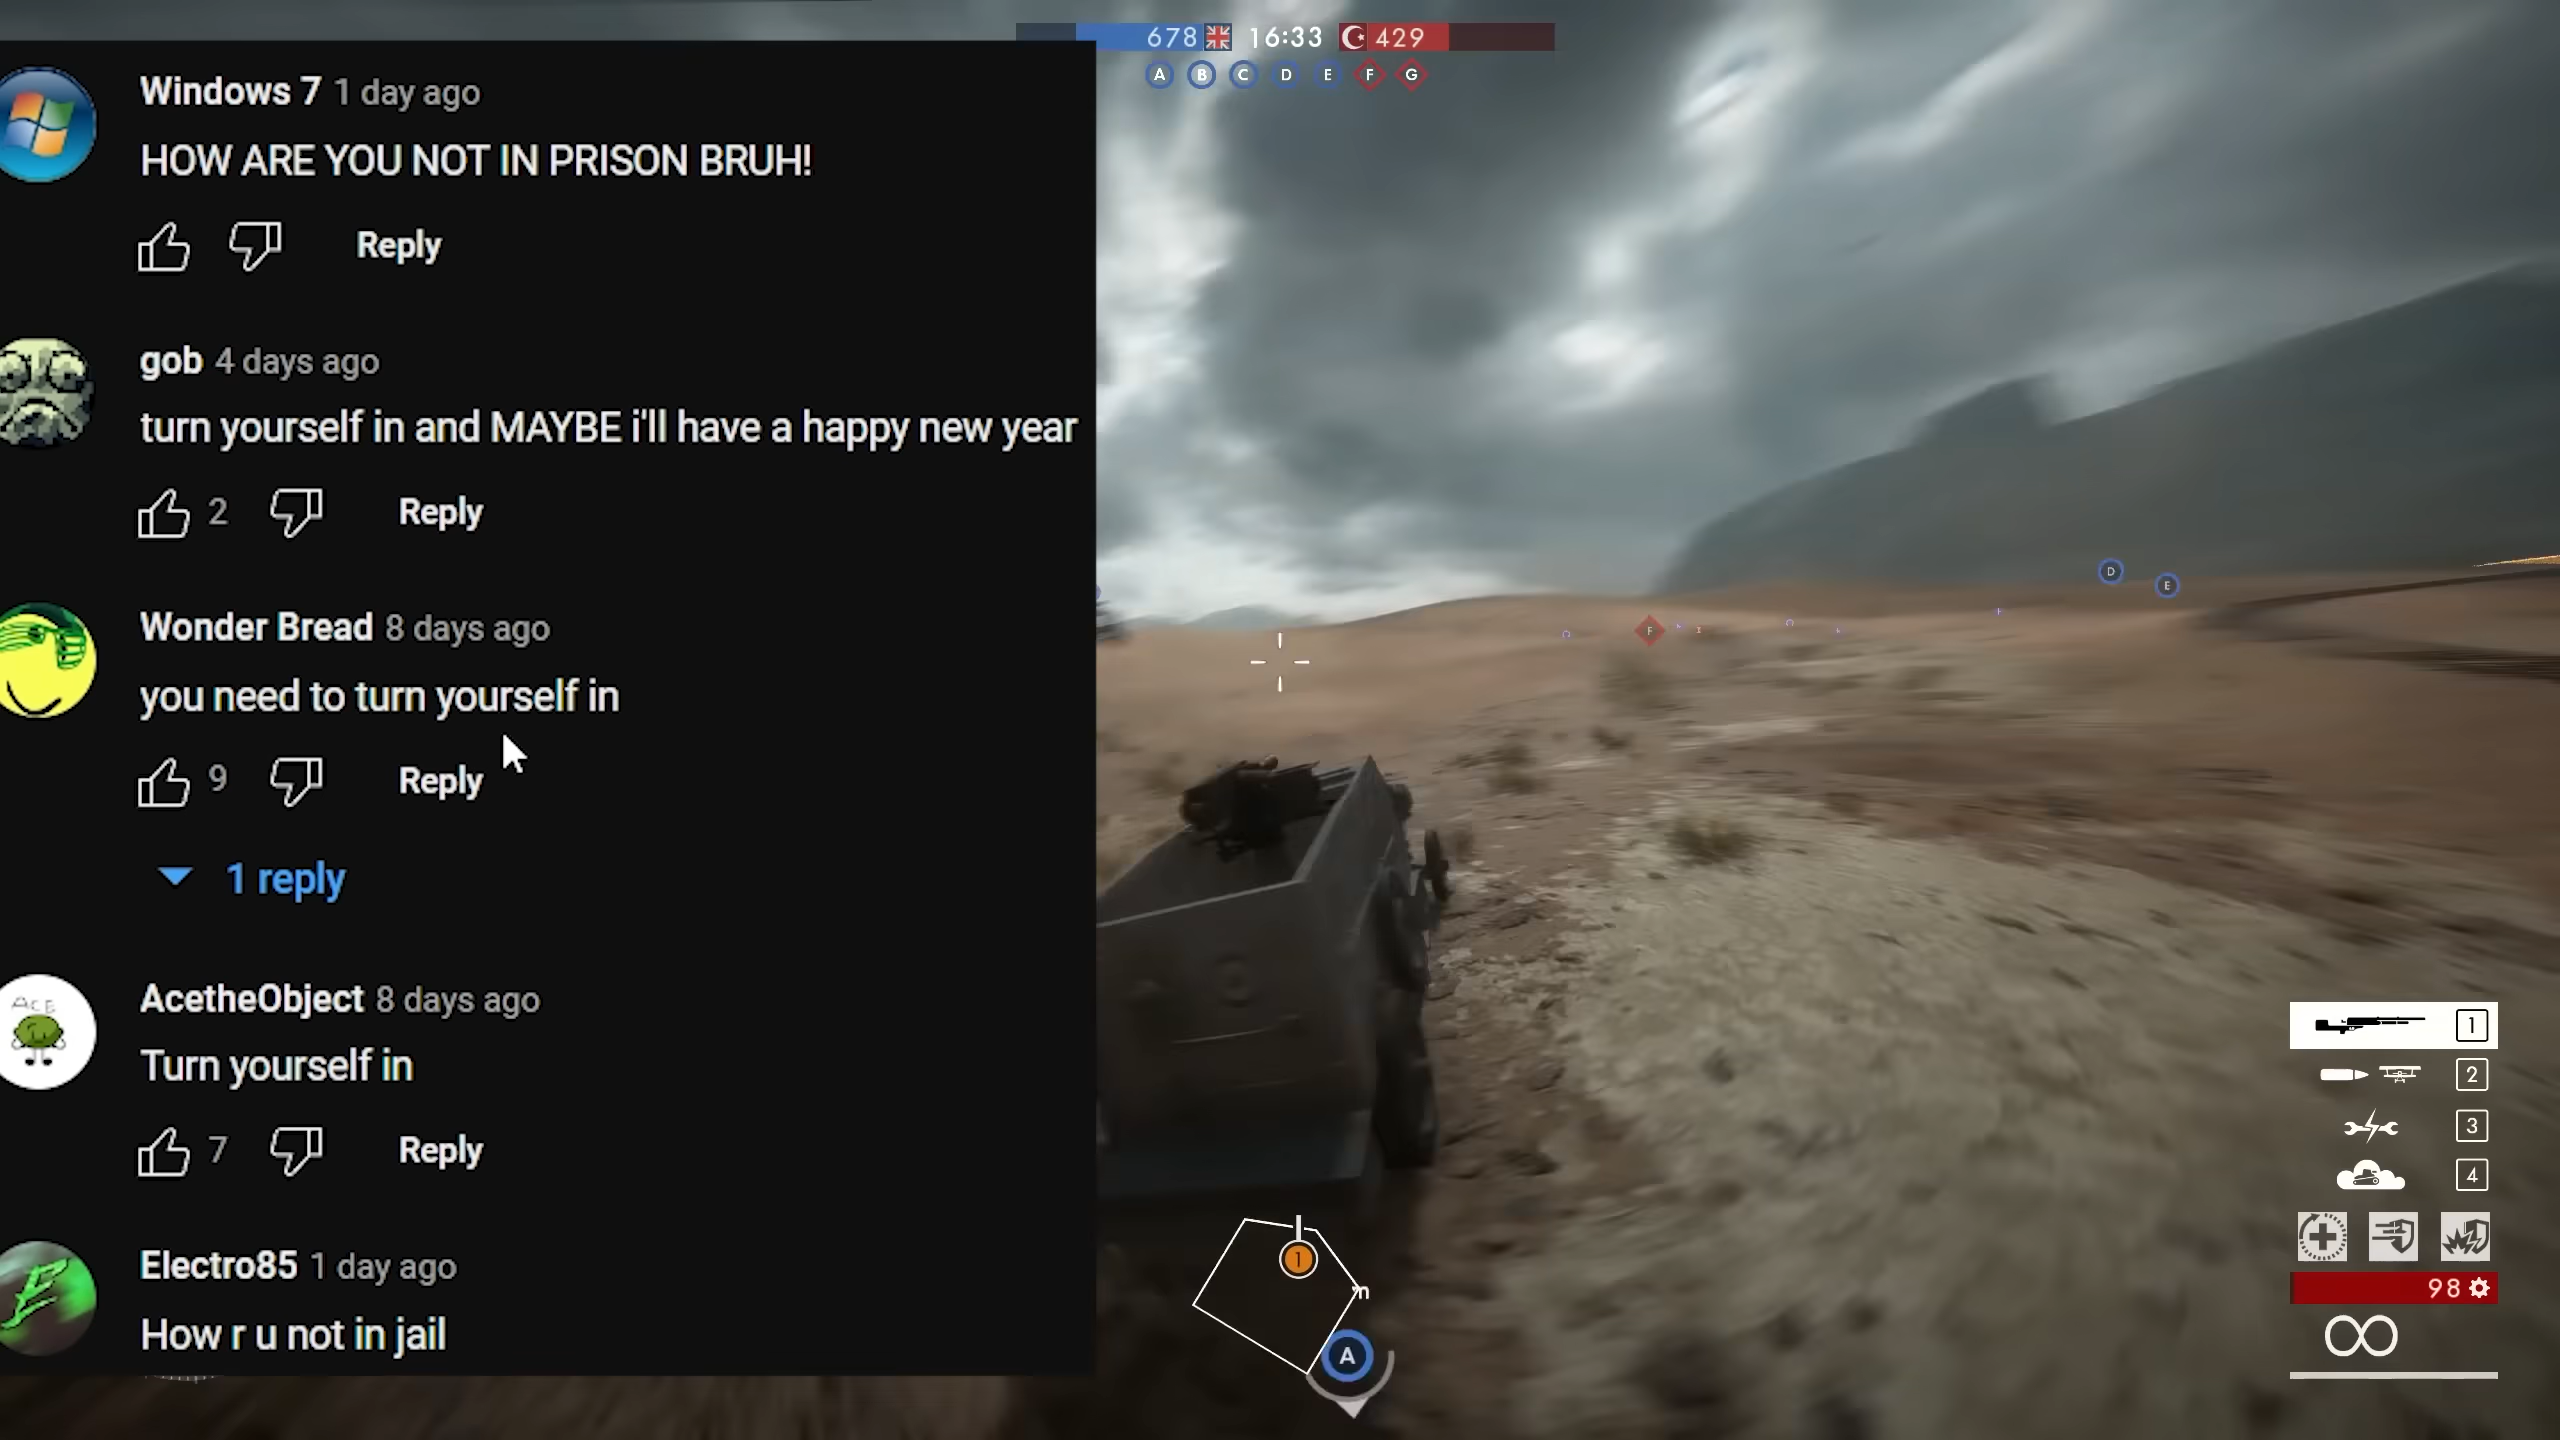 678 16:33 429
A B C D E F G
Windows 7 1 day ago
HOW ARE YOU NOT IN PRISON BRUH!
Reply
gob 4 days ago
turn yourself in and MAYBE i'll have a happy new year
2 Reply
Wonder Bread 8 days ago
you need to turn yourself in
9 Reply
1 reply
ACE
AcetheObject 8 days ago
Turn yourself in
7 Reply
E
Electro85 1 day ago
How r u not in jail
D
E
F
1
2
3
4
98
1
A